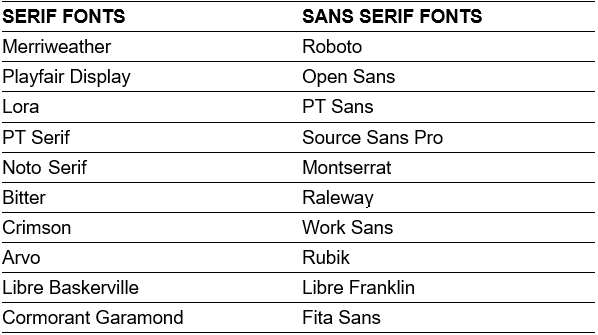 SERIF FONTS SANS SERIF FONTS
Merriweather Roboto
Playfair Display Open Sans
Lora PT Sans
PT Serif Source Sans Pro
Noto Serif Montserrat
Bitter Raleway
Crimson Work Sans
Arvo Rubik
Libre Baskerville Libre Franklin
Cormorant Garamond Fita Sans